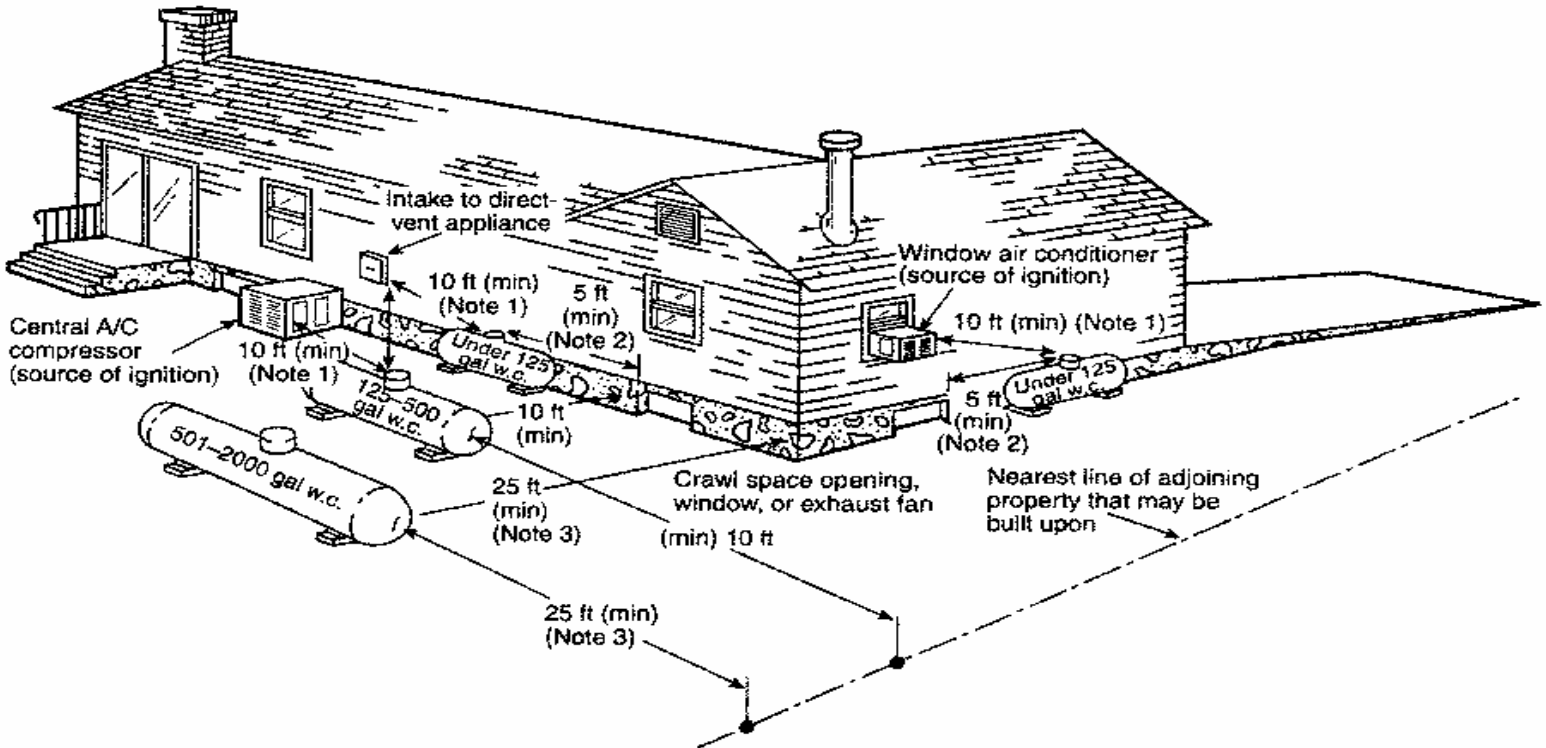 Intake to direct-
vent appliance
Window air conditioner
(source of ignition)
10 ft (min)
(Note 1)
5 ft
(min)
(Note 2)
10 ft (min) (Note 1)
Central A/C
compressor
(source of ignition)
10 ft (min)
(Note 1)
Under 125
gal w.c.
Under 125
gal w.c.
125–500
gal w.c.
10 ft
(min)
5 ft
(min)
(Note 2)
501–2000 gal w.c.
25 ft
(min)
(Note 3)
Crawl space opening,
window, or exhaust fan
Nearest line of adjoining
property that may be
built upon
(min) 10 ft
25 ft (min)
(Note 3)